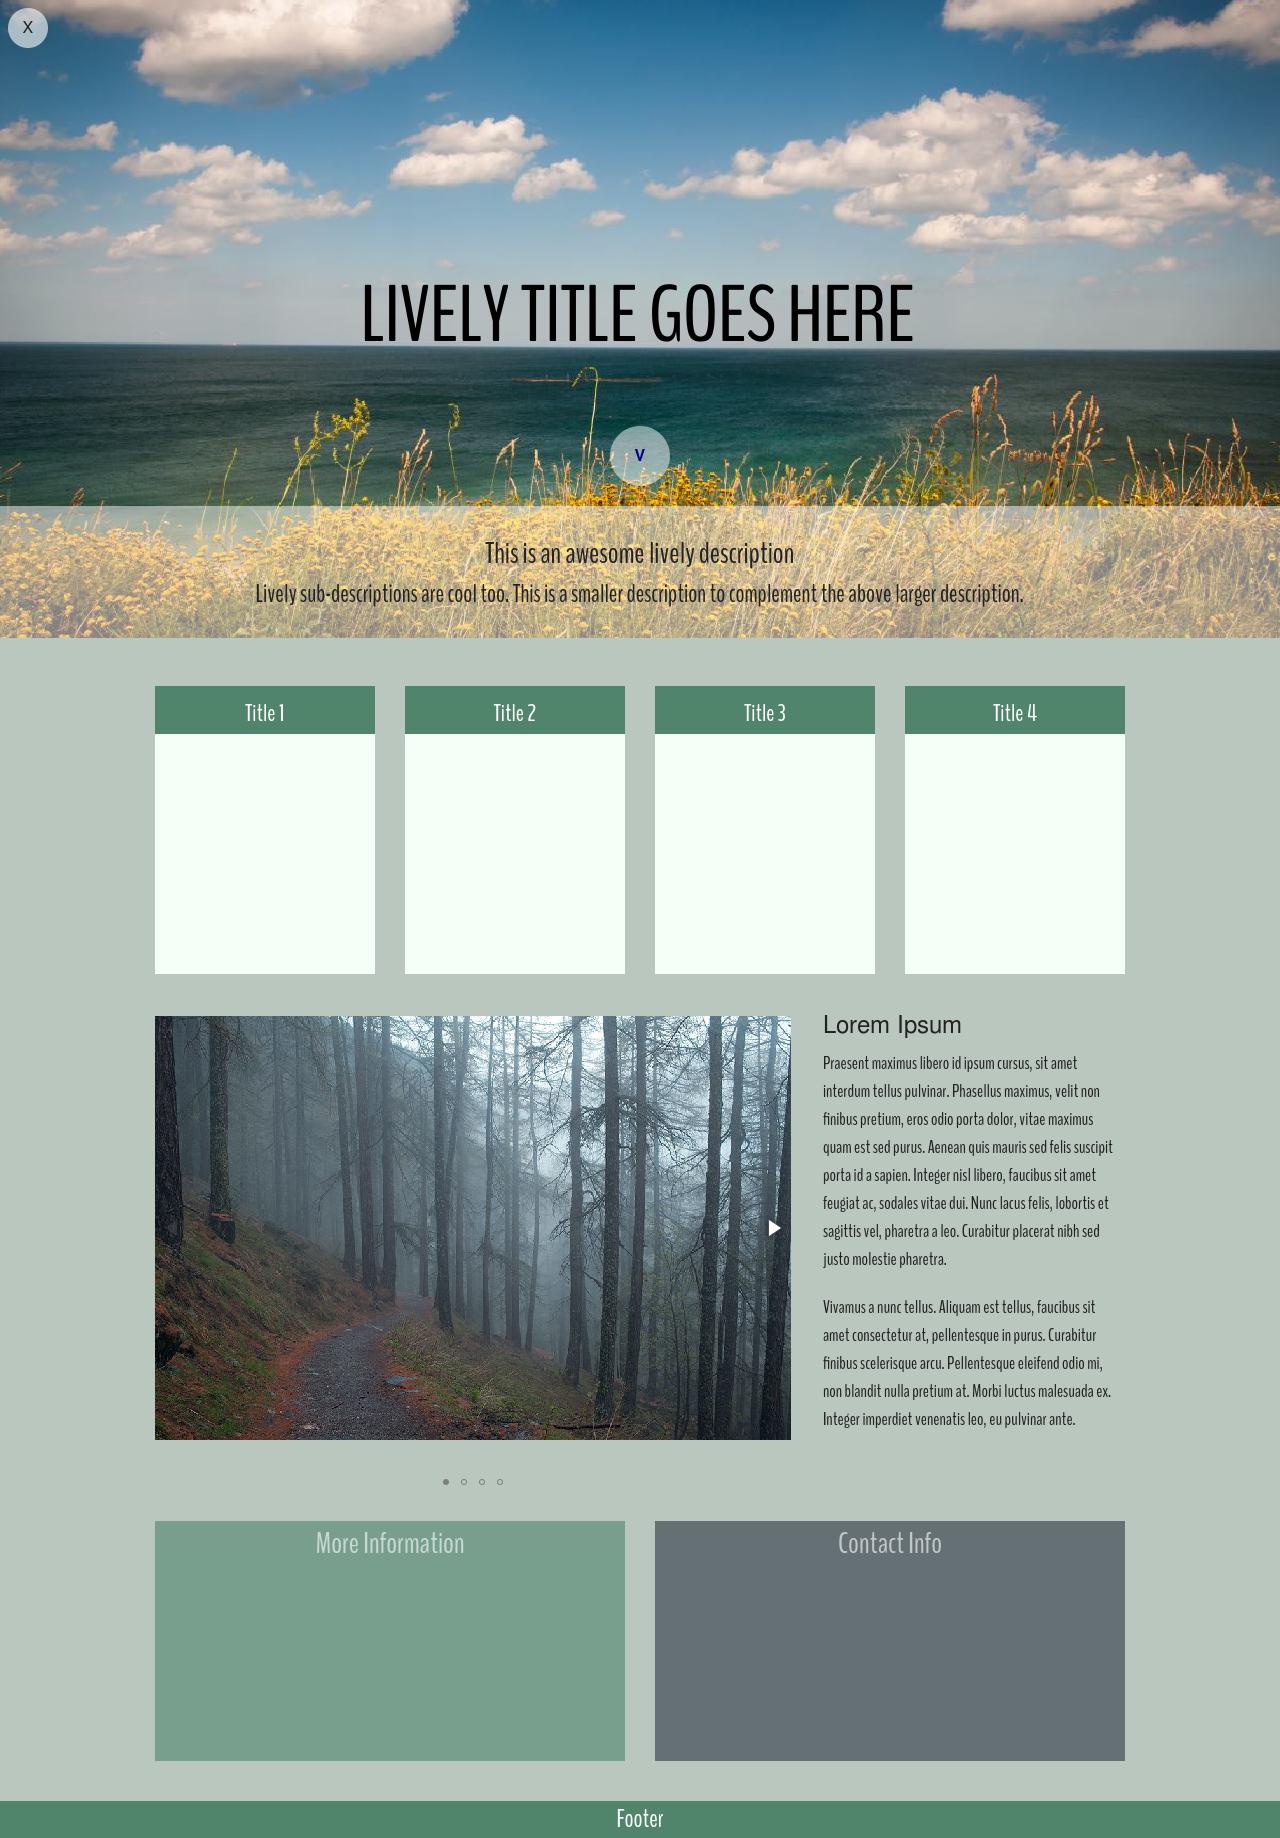 X
LIVELY TITLE GOES HERE
V
This is an awesome lively description
Lively sub-descriptions are cool too. This is a smaller description to complement the above larger description.
Title 1
Title 2
Title 3
Title 4
Lorem Ipsum
Praesent maximus libero id ipsum cursus, sit amet
interdum tellus pulvinar. Phasellus maximus, velit non
finibus pretium, eros odio porta dolor, vitae maximus
quam est sed purus. Aenean quis mauris sed felis suscipit
porta id a sapien. Integer nisl libero, faucibus sit amet
feugiat ac, sodales vitae dui. Nunc lacus felis, lobortis et
sagittis vel, pharetra a leo. Curabitur placerat nibh sed
justo molestie pharetra.
Vivamus a nunc tellus. Aliquam est tellus, faucibus sit
amet consectetur at, pellentesque in purus. Curabitur
finibus scelerisque arcu. Pellentesque eleifend odio mi,
non blandit nulla pretium at. Morbi luctus malesuada ex.
Integer imperdiet venenatis leo, eu pulvinar ante.
More Information
Contact Info
Footer